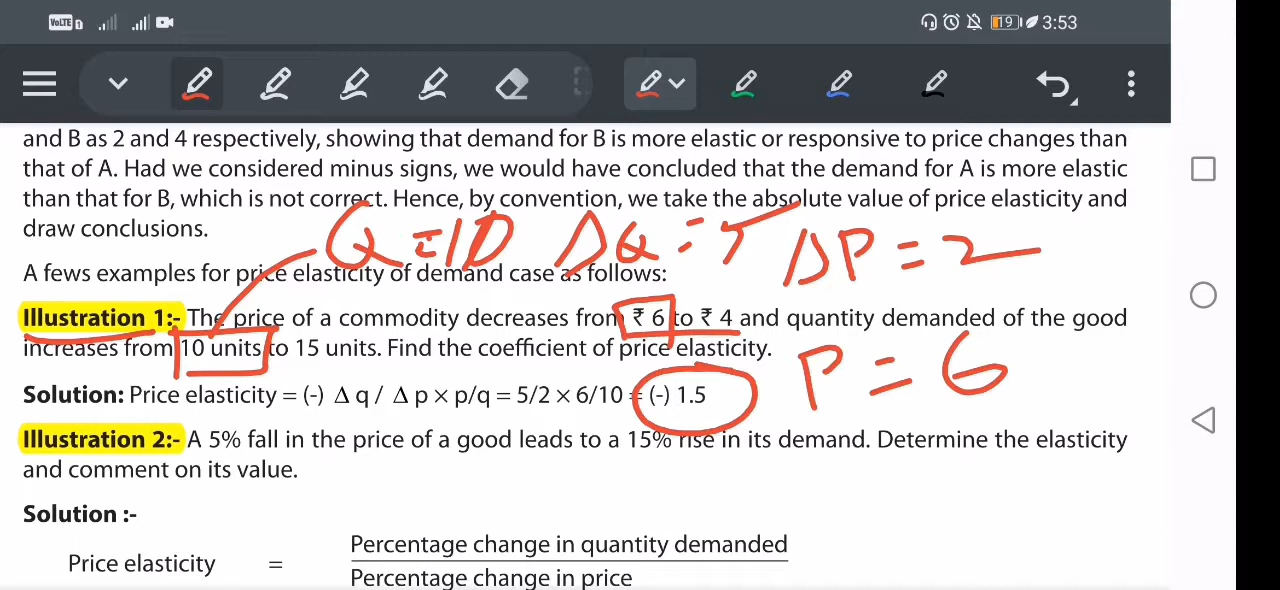 VoLTE 19 3:53
and B as 2 and 4 respectively, showing that demand for B is more elastic or responsive to price changes than
that of A. Had we considered minus signs, we would have concluded that the demand for A is more elastic
than that for B, which is not correct. Hence, by convention, we take the absolute value of price elasticity and
draw conclusions.
Q = 10 ΔQ = 5 ΔP = 2
A fews examples for price elasticity of demand case as follows:
Illustration 1:- The price of a commodity decreases from ₹ 6 to ₹ 4 and quantity demanded of the good
increases from 10 units to 15 units. Find the coefficient of price elasticity.
P = 6
Solution: Price elasticity = (-) Δ q / Δ p × p/q = 5/2 × 6/10 = (-) 1.5
Illustration 2:- A 5% fall in the price of a good leads to a 15% rise in its demand. Determine the elasticity
and comment on its value.
Solution :-
Price elasticity = Percentage change in quantity demanded
Percentage change in price